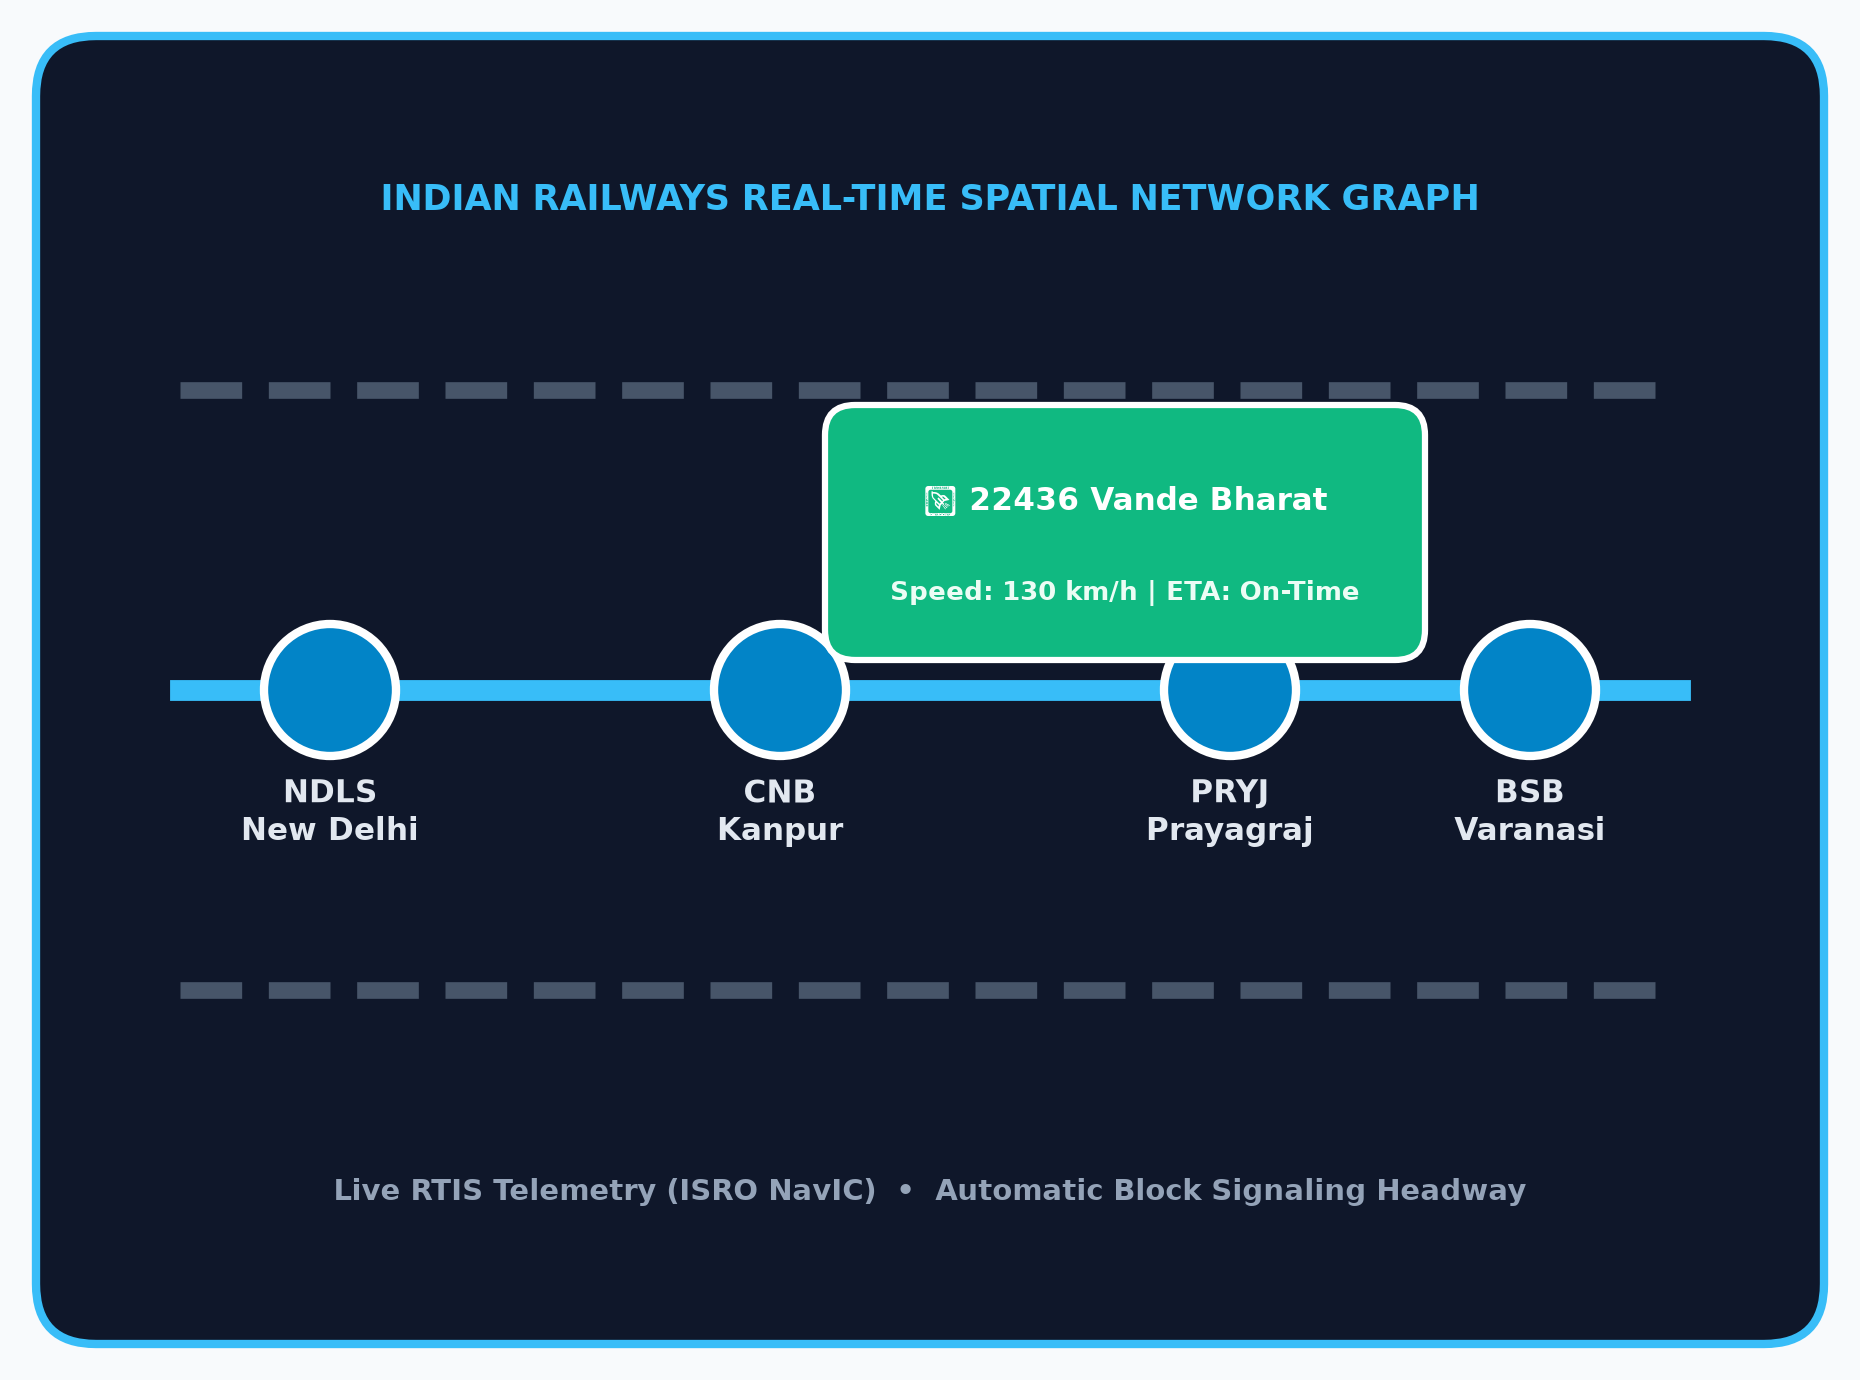 INDIAN RAILWAYS REAL-TIME SPATIAL NETWORK GRAPH
22436 Vande Bharat
Speed: 130 km/h | ETA: On-Time
NDLS
New Delhi
CNB
Kanpur
PRYJ
Prayagraj
BSB
Varanasi
Live RTIS Telemetry (ISRO NavIC) • Automatic Block Signaling Headway